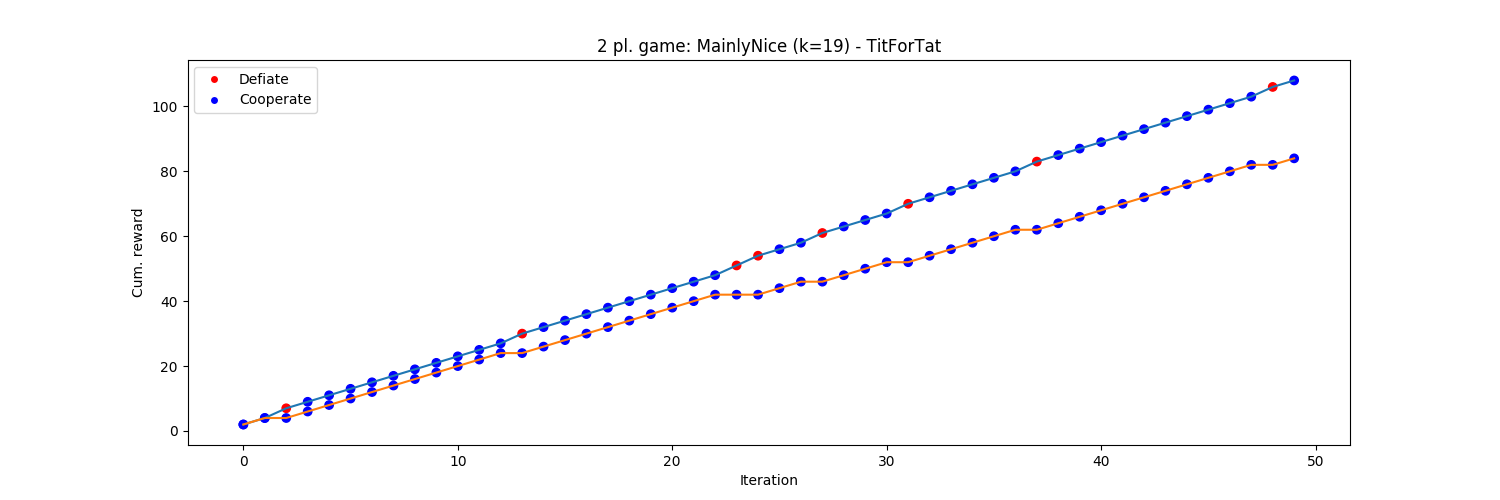 2 pl. game: MainlyNice (k=19) - TitForTat
Defiate
Cooperate
Cum. reward
100
80
60
40
20
0
0 10 20 30 40 50
Iteration